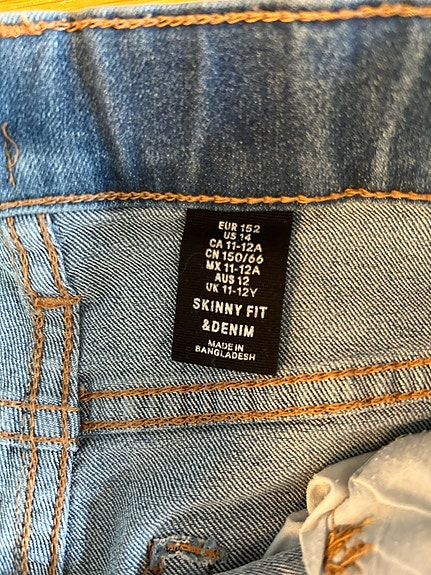 EUR 152
US 14
CA 11-12A
CN 150/66
MX 11-12A
AUS 12
UK 11-12Y
SKINNY FIT
&DENIM
MADE IN
BANGLADESH